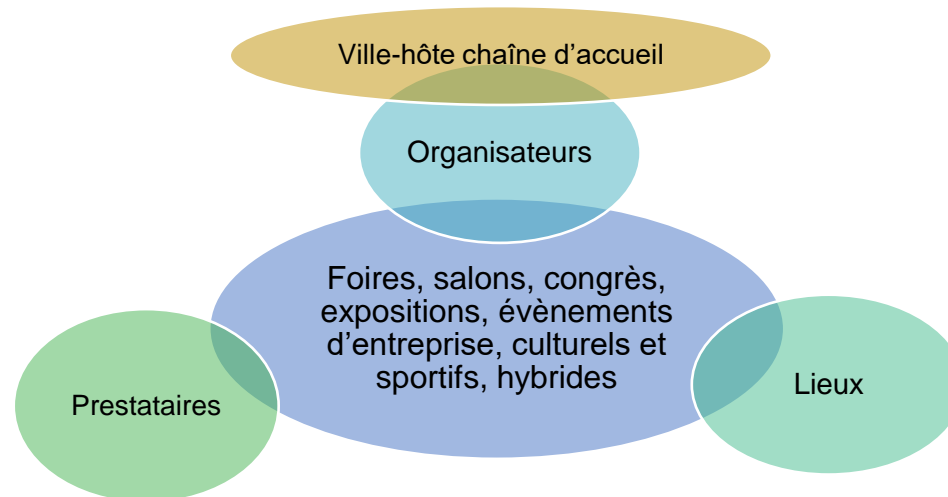 Ville-hôte chaîne d’accueil
Organisateurs
Foires, salons, congrès,
expositions, évènements
d’entreprise, culturels et
sportifs, hybrides
Prestataires
Lieux